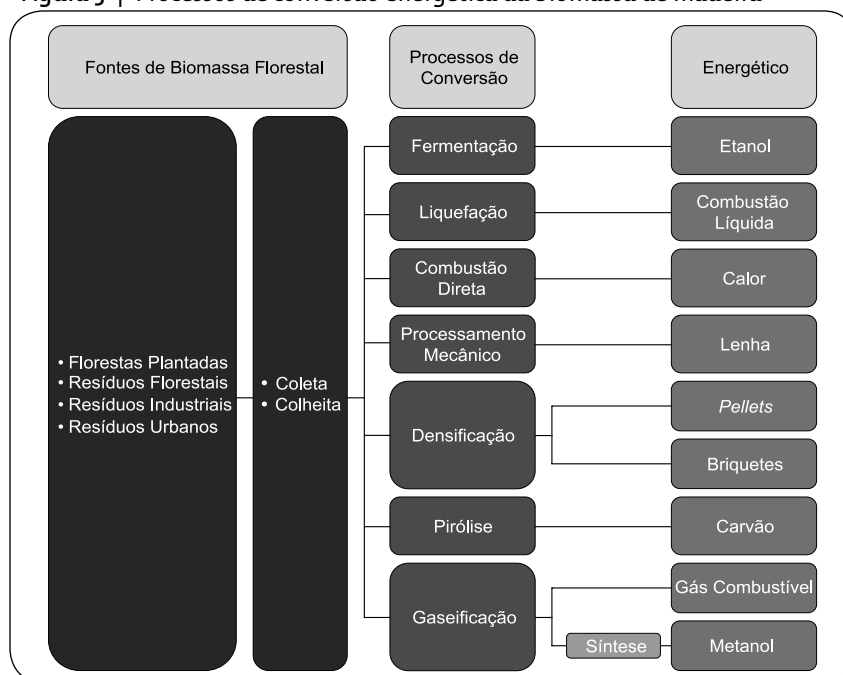 Fontes de Biomassa Florestal
Processos de
Conversão
Energético
• Florestas Plantadas
• Resíduos Florestais
• Resíduos Industriais
• Resíduos Urbanos
• Coleta
• Colheita
Fermentação
Etanol
Liquefação
Combustão
Líquida
Combustão
Direta
Calor
Processamento
Mecânico
Lenha
Densificação
Pellets
Briquetes
Pirólise
Carvão
Gaseificação
Gás Combustível
Síntese
Metanol